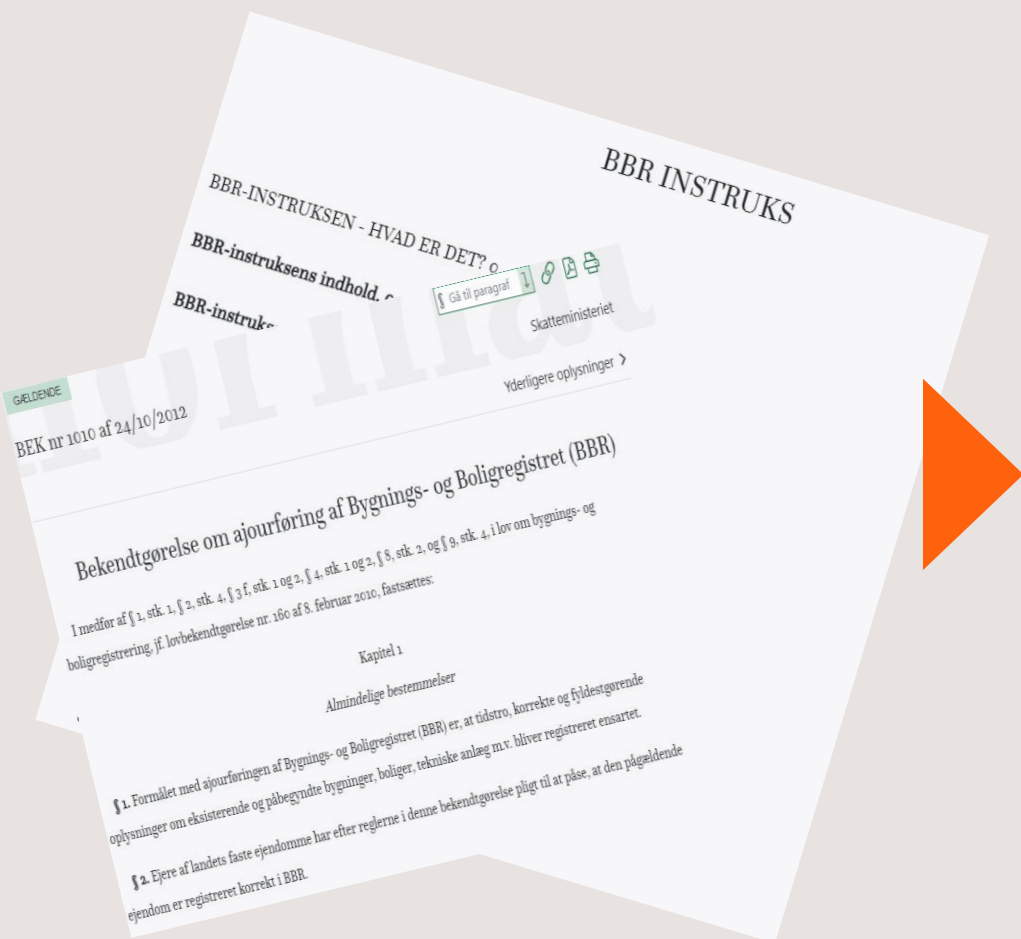 BBR INSTRUKS
BBR-INSTRUKSEN - HVAD ER DET?
BBR-instruksens indhold.
§ Gå til paragraf
Skatteministeriet
Yderligere oplysninger
GÆLDENDE
BEK nr 1010 af 24/10/2012
Bekendtgørelse om ajourføring af Bygnings- og Boligregistret (BBR)
I medfør af § 1, stk. 1, § 2, stk. 4, § 3 f, stk. 1 og 2, § 4, stk. 1 og 2, § 8, stk. 2, og § 9, stk. 4, i lov om bygnings- og
boligregistrering, jf. lovbekendtgørelse nr. 160 af 8. februar 2010, fastsættes:
Kapitel 1
Almindelige bestemmelser
§ 1. Formålet med ajourføringen af Bygnings- og Boligregistret (BBR) er, at tidstro, korrekte og fyldestgørende
oplysninger om eksisterende og påbegyndte bygninger, boliger, tekniske anlæg m.v. bliver registreret ensartet.
§ 2. Ejere af landets faste ejendomme har efter reglerne i denne bekendtgørelse pligt til at påse, at den pågældende
ejendom er registreret korrekt i BBR.